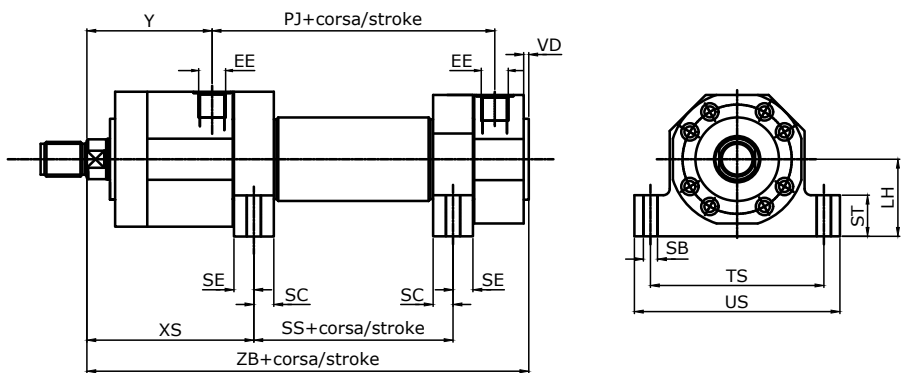 Y
PJ+corsa/stroke
VD
EE
EE
LH
ST
SE
SB
SE
SC
SC
TS
XS
SS+corsa/stroke
US
ZB+corsa/stroke